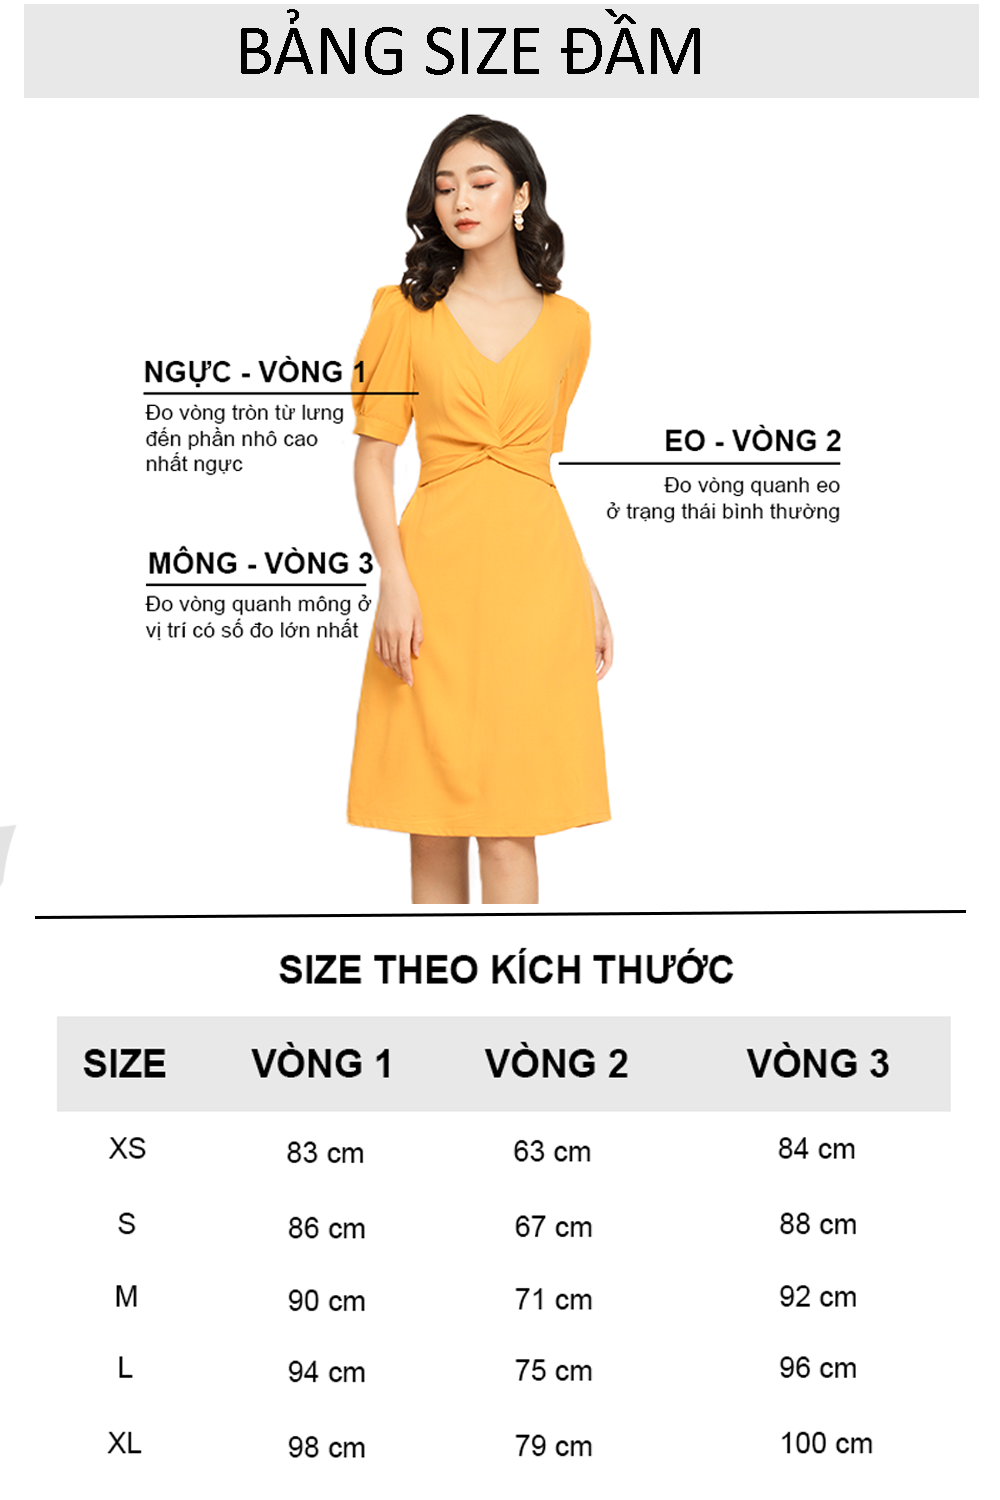 BẢNG SIZE ĐẦM
NGỰC - VÒNG 1
Đo vòng tròn từ lưng
đến phần nhô cao
nhất ngực
EO - VÒNG 2
Đo vòng quanh eo
ở trạng thái bình thường
MÔNG - VÒNG 3
Đo vòng quanh mông ở
vị trí có số đo lớn nhất
SIZE THEO KÍCH THƯỚC
SIZE VÒNG 1 VÒNG 2 VÒNG 3
XS 83 cm 63 cm 84 cm
S 86 cm 67 cm 88 cm
M 90 cm 71 cm 92 cm
L 94 cm 75 cm 96 cm
XL 98 cm 79 cm 100 cm